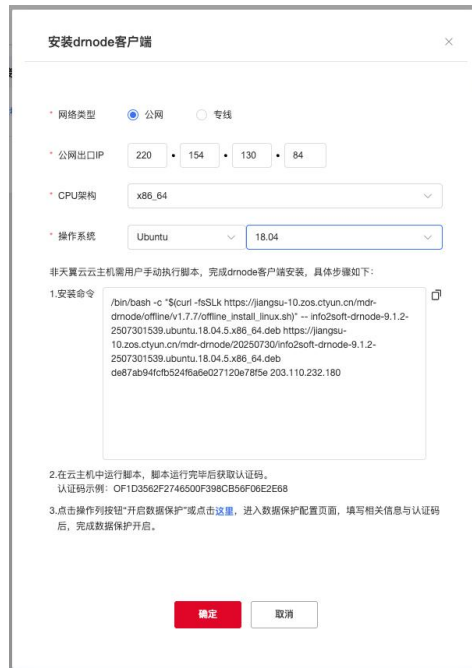 安装drnode客户端
* 网络类型 公网 专线
* 公网出口IP 220 • 154 • 130 • 84
* CPU架构 x86_64
* 操作系统 Ubuntu 18.04
非天翼云云主机需用户手动执行脚本，完成drnode客户端安装，具体步骤如下：
1.安装命令
/bin/bash -c "$(curl -fsSLk https://jiangsu-
10.zos.ctyun.cn/mdr-
drnode/offline/v1.7.7/offline_install_linux.sh)" -- info2soft-drnode-9.1.2-
2507301539.ubuntu.18.04.5.x86_64.deb https://jiangsu-
10.zos.ctyun.cn/mdr-drnode/20250730/info2soft-drnode-9.1.2-
2507301539.ubuntu.18.04.5.x86_64.deb
de87ab94fcfb524f6a6e027120e78f5e 203.110.232.180
2.在云主机中运行脚本，脚本运行完毕后获取认证码。
认证码示例：OF1D3562F2746500F398CB56F06E2E68
3.点击操作列按钮“开启数据保护”或点击这里，进入数据保护配置页面，填写相关信息与认证码
后，完成数据保护开启。
确定 取消